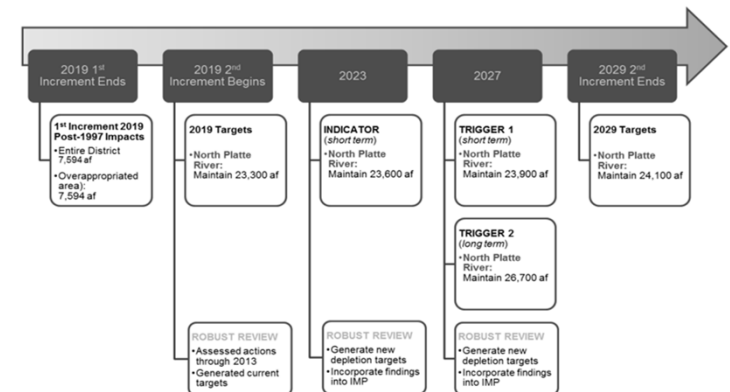 2019 1st
Increment Ends
2019 2nd
Increment Begins
2023
2027
2029 2nd
Increment Ends
1st Increment 2019
Post-1997 Impacts
•Entire District
7,594 af
•Overappropriated
area):
7,594 af
2019 Targets
•North Platte
River:
Maintain 23,300 af
INDICATOR
(short term)
•North Platte
River:
Maintain 23,600 af
TRIGGER 1
(short term)
•North Platte
River:
Maintain 23,900 af
2029 Targets
•North Platte
River:
Maintain 24,100 af
TRIGGER 2
(long term)
•North Platte
River:
Maintain 26,700 af
ROBUST REVIEW
•Assessed actions
through 2013
•Generated current
targets
ROBUST REVIEW
•Generate new
depletion targets
•Incorporate findings
into IMP
ROBUST REVIEW
•Generate new
depletion targets
•Incorporate findings
into IMP